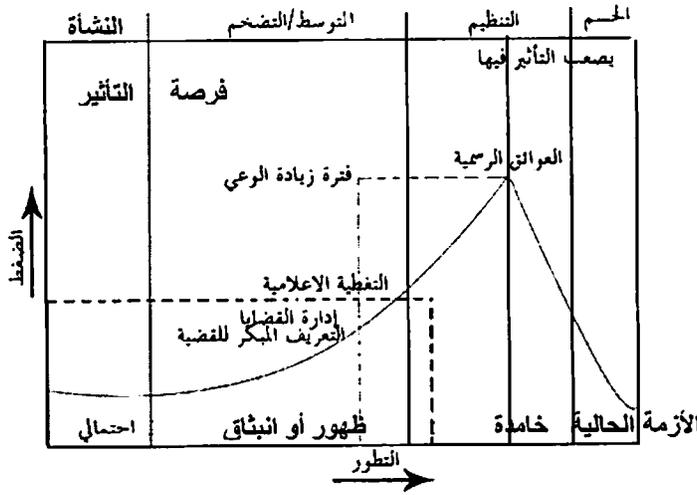 الحسم التنظيم التوسط/التضخم النشأة
يصعب التأثير فيها
فرصة التأثير
العوائق الرسمية
فترة زيادة الوعي
الضغط
التغطية الاعلامية
إدارة القضايا
التعريف المبكر للقضية
الأزمة الحالية خامدة ظهور أو انبثاق احتمالي
التطور